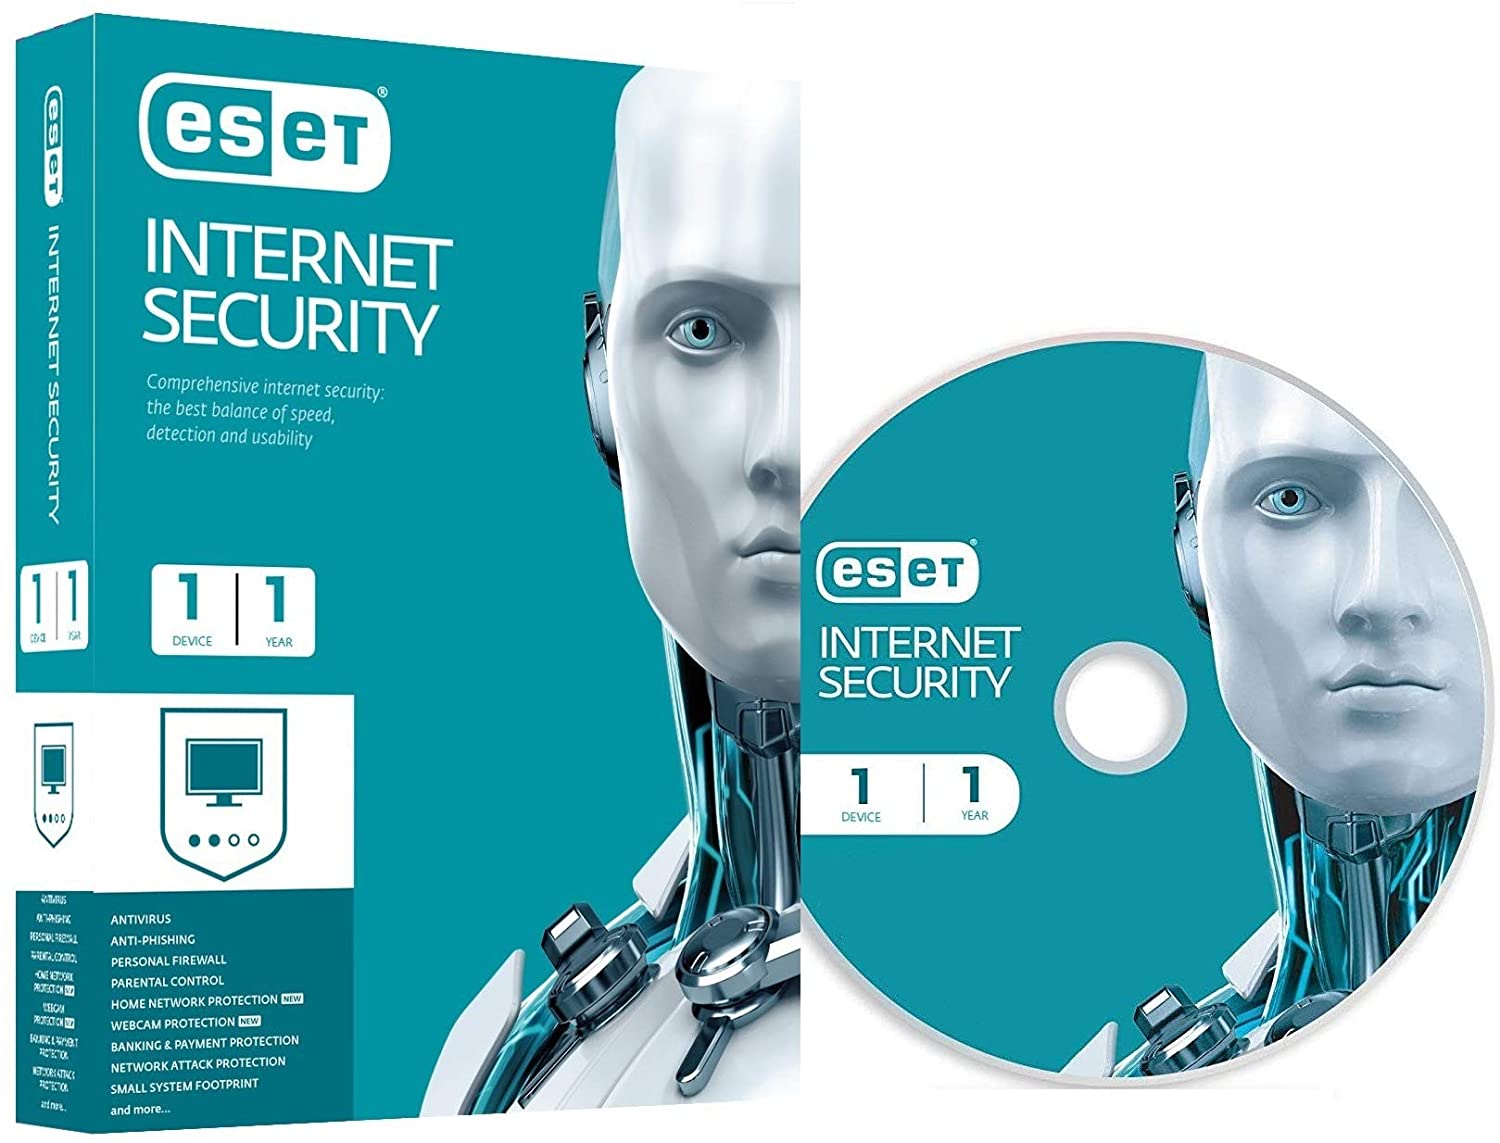 eset®
INTERNET SECURITY
1 1
DEVICE YEAR
ANTIVIRUS
ANTI-PHISHING
PERSONAL FIREWALL
PARENTAL CONTROL
HOME NETWORK
PROTECTION NEW
WEBCAM
PROTECTION NEW
BANKING & PAYMENT
PROTECTION
NETWORK ATTACK
PROTECTION
and more...
eset®
INTERNET
SECURITY
Comprehensive internet security:
the best balance of speed,
detection and usability
1 1
DEVICE YEAR
ANTIVIRUS
ANTI-PHISHING
PERSONAL FIREWALL
PARENTAL CONTROL
HOME NETWORK PROTECTION NEW
WEBCAM PROTECTION NEW
BANKING & PAYMENT PROTECTION
NETWORK ATTACK PROTECTION
SMALL SYSTEM FOOTPRINT
and more...
eset®
INTERNET
SECURITY
1 1
DEVICE YEAR